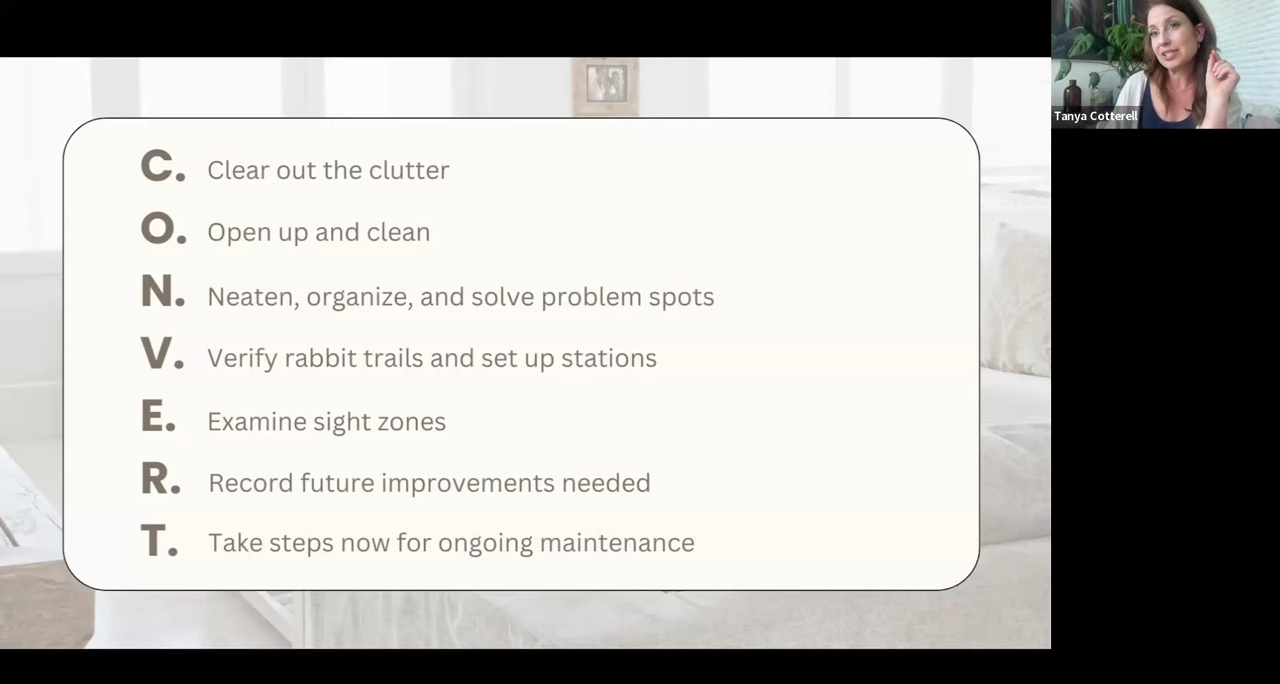 C. Clear out the clutter
O. Open up and clean
N. Neaten, organize, and solve problem spots
V. Verify rabbit trails and set up stations
E. Examine sight zones
R. Record future improvements needed
T. Take steps now for ongoing maintenance
Tanya Cotterell